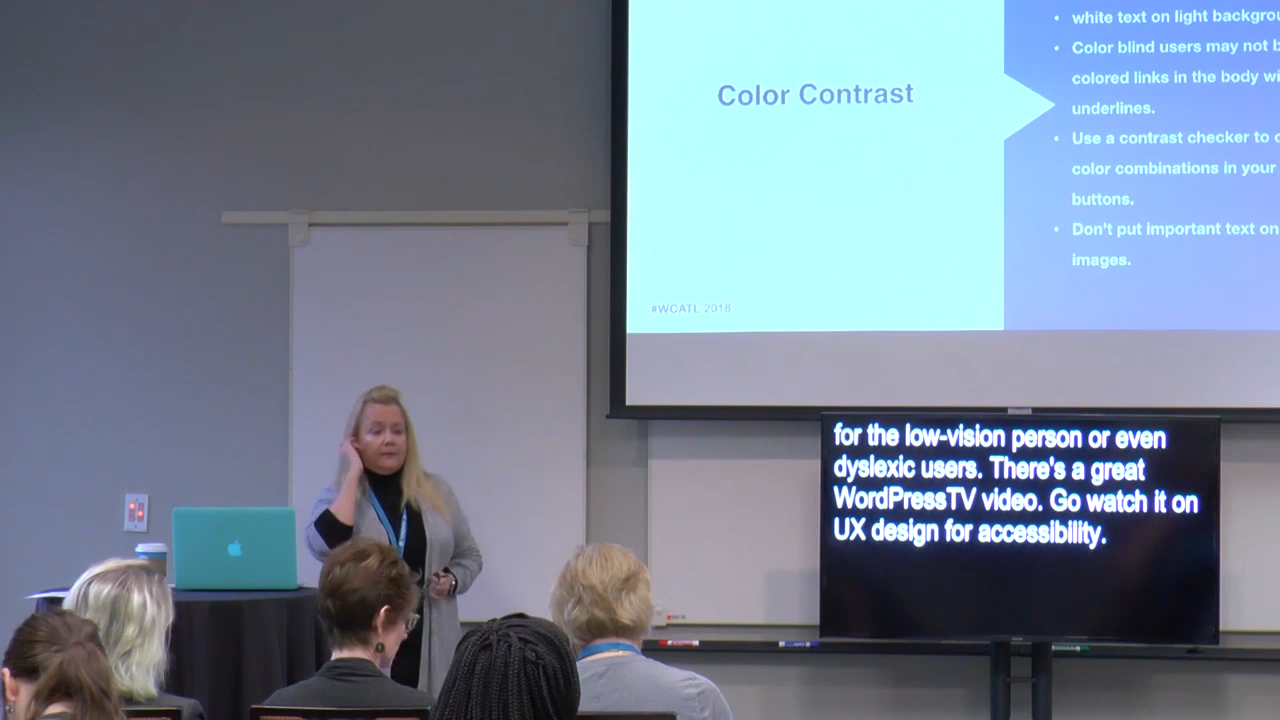 white text on light
Color blind users may not
colored links in the body
underlines.
Use a contrast checker to
color combinations in your
buttons.
Don't put important text on
images.
Color Contrast
#WCATL 2018
for the low-vision person or even
dyslexic users. There's a great
WordPressTV video. Go watch it on
UX design for accessibility.